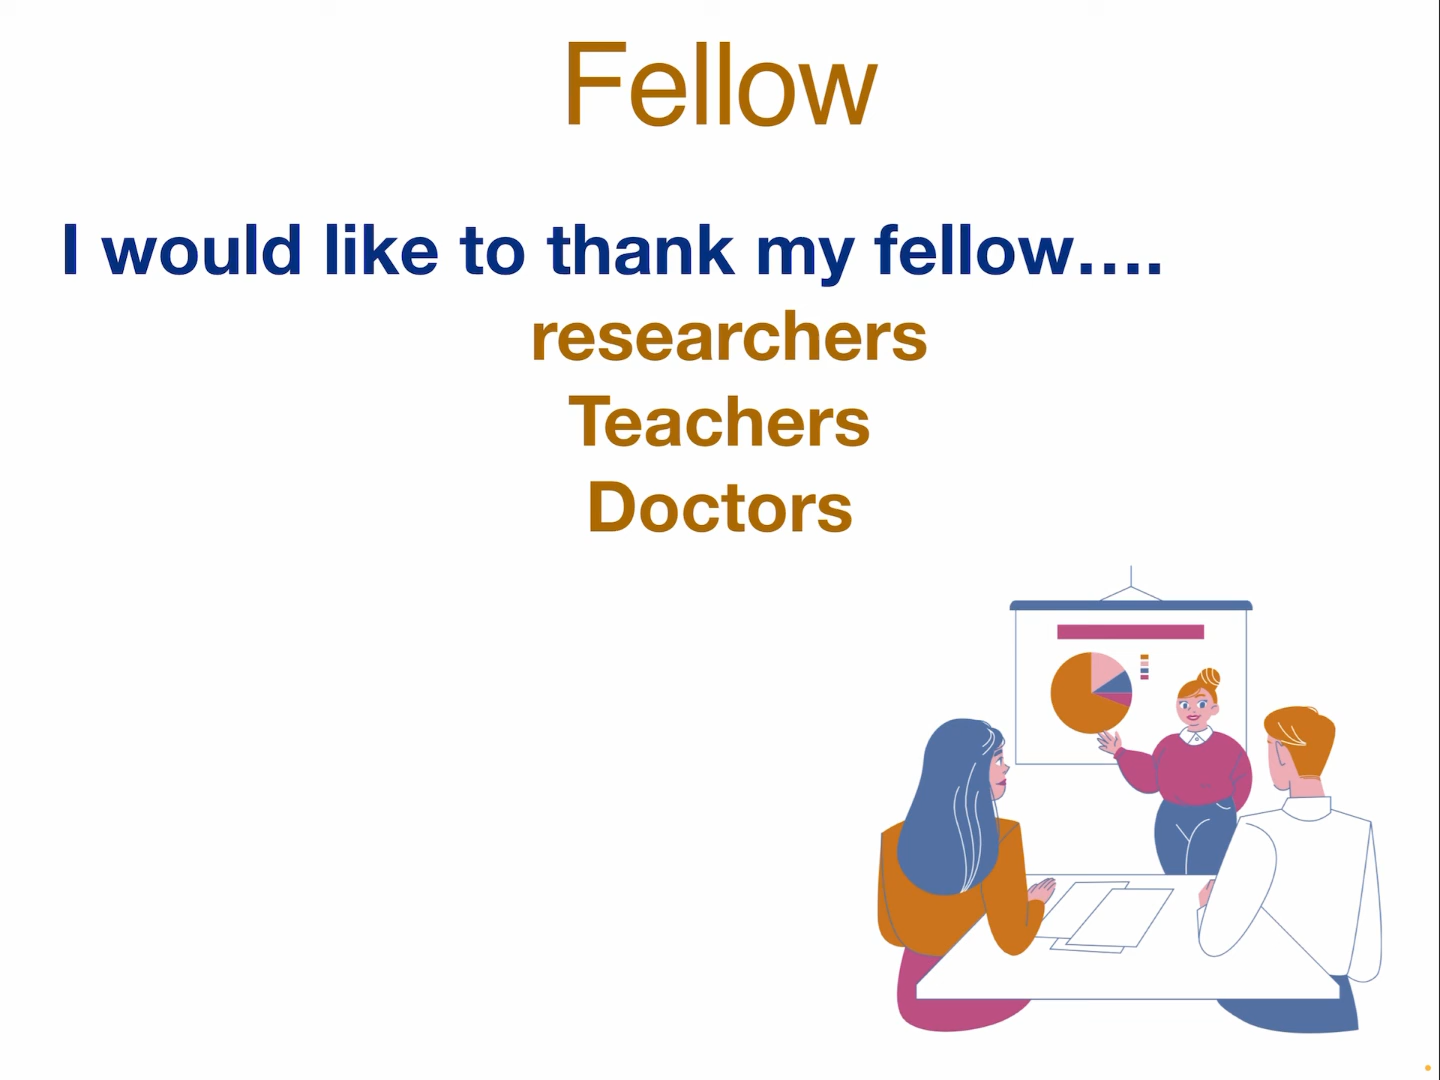 Fellow
I would like to thank my fellow….
researchers
Teachers
Doctors